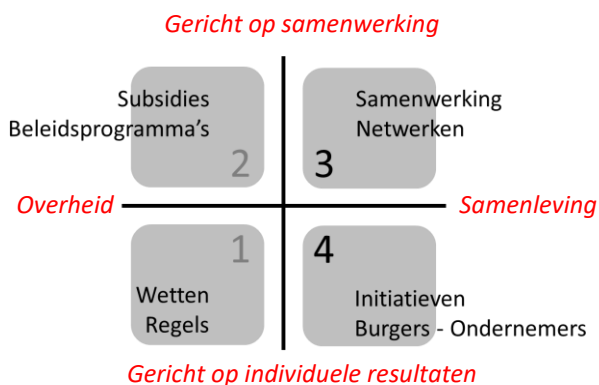 Gericht op samenwerking
Subsidies
Beleidsprogramma's
2
Samenwerking
Netwerken
3
Overheid
Samenleving
1
Wetten
Regels
4
Initiatieven
Burgers - Ondernemers
Gericht op individuele resultaten